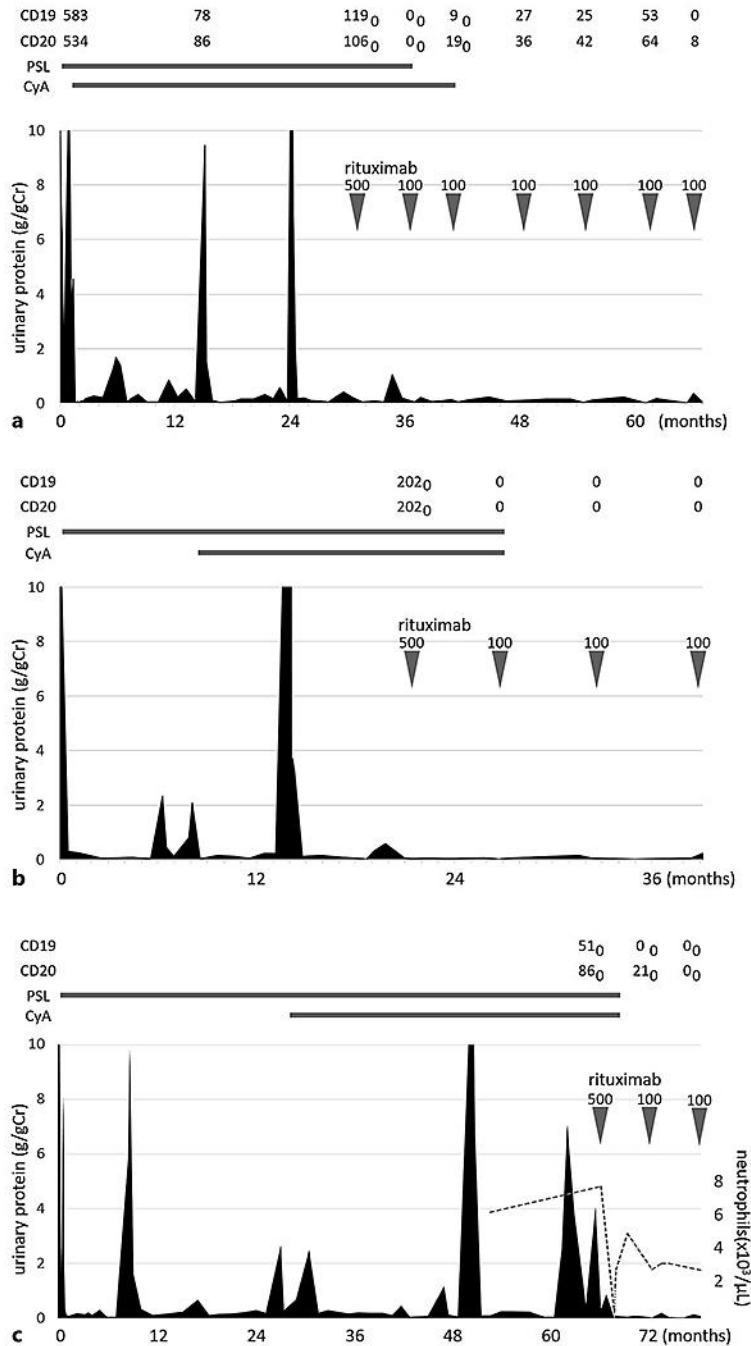 CD19 583 78 119 0 0 0 9 0 27 25 53 0
CD20 534 86 106 0 0 0 19 0 36 42 64 8
PSL
CyA
rituximab
500 100 100 100 100 100 100
urinary protein (g/gCr)
10
8
6
4
2
0
0 12 24 36 48 60 (months)
a
CD19 202 0 0 0 0
CD20 202 0 0 0 0
PSL
CyA
rituximab
500 100 100 100
urinary protein (g/gCr)
10
8
6
4
2
0
0 12 24 36 (months)
b
CD19 51 0 0 0 0 0
CD20 86 0 21 0 0 0
PSL
CyA
rituximab
500 100 100
urinary protein (g/gCr)
10
8
6
4
2
0
neutrophils(x10³/μL)
8
6
4
2
0 12 24 36 48 60 72 (months)
c